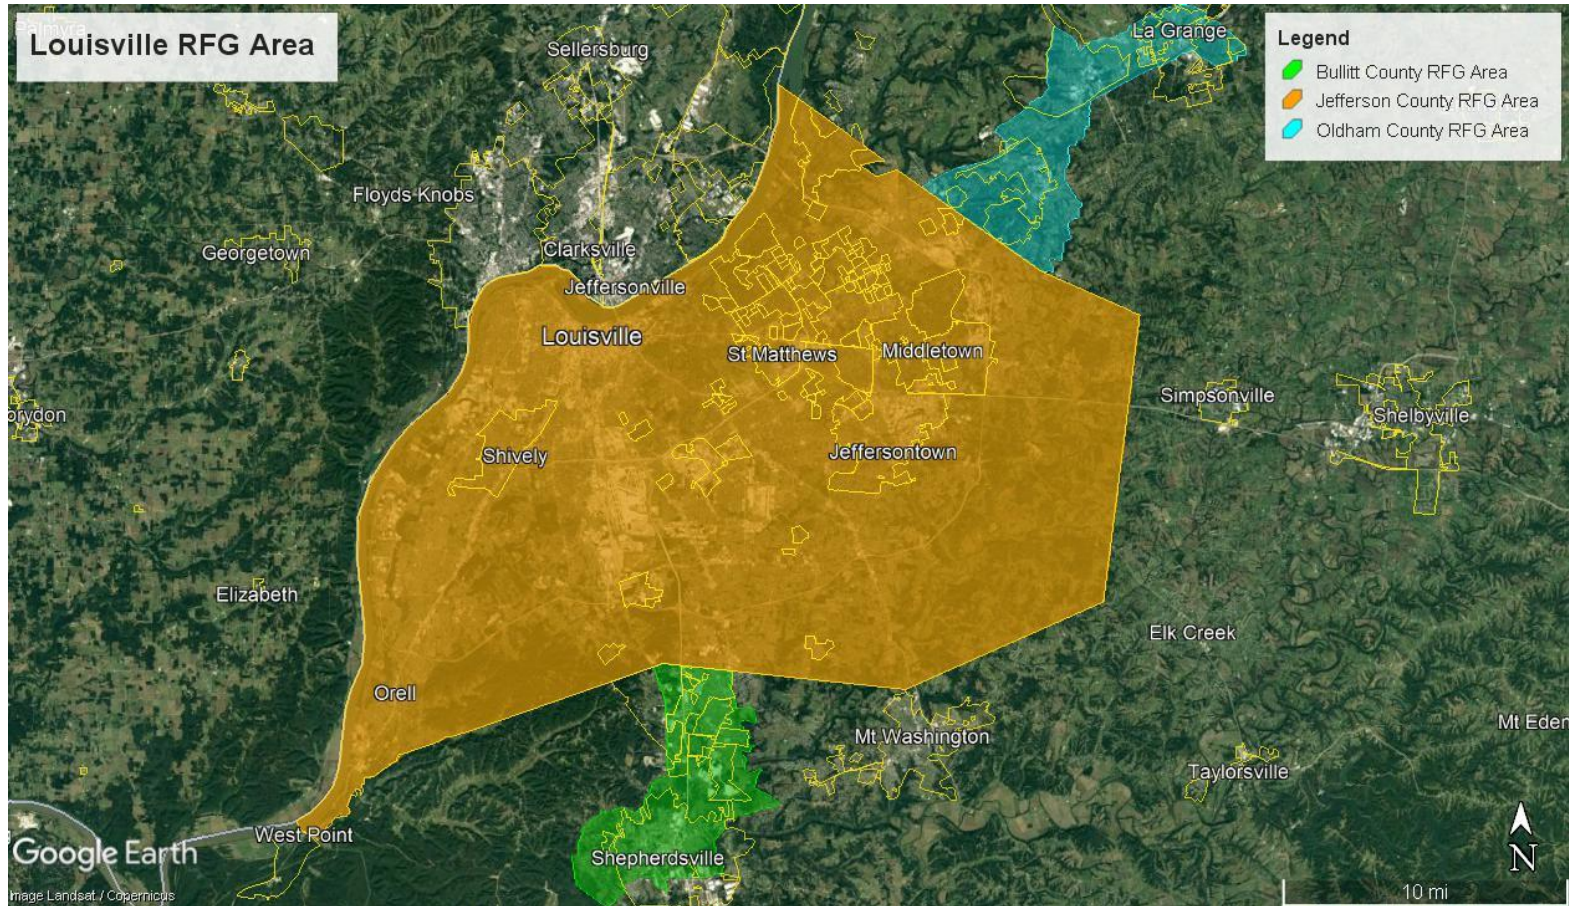 Palmyra
Louisville RFG Area
Sellersburg
La Grange
Legend
Bullitt County RFG Area
Jefferson County RFG Area
Oldham County RFG Area
Floyds Knobs
Georgetown
Clarksville
Jeffersonville
Louisville
St Matthews
Middletown
Simpsonville
orydon
Shelbyville
Shively
Jeffersontown
Elizabeth
Elk Creek
Orell
Mt Eden
Mt Washington
Taylorsville
West Point
Google Earth
Shepherdsville
N
Image Landsat / Copernicus
10 mi